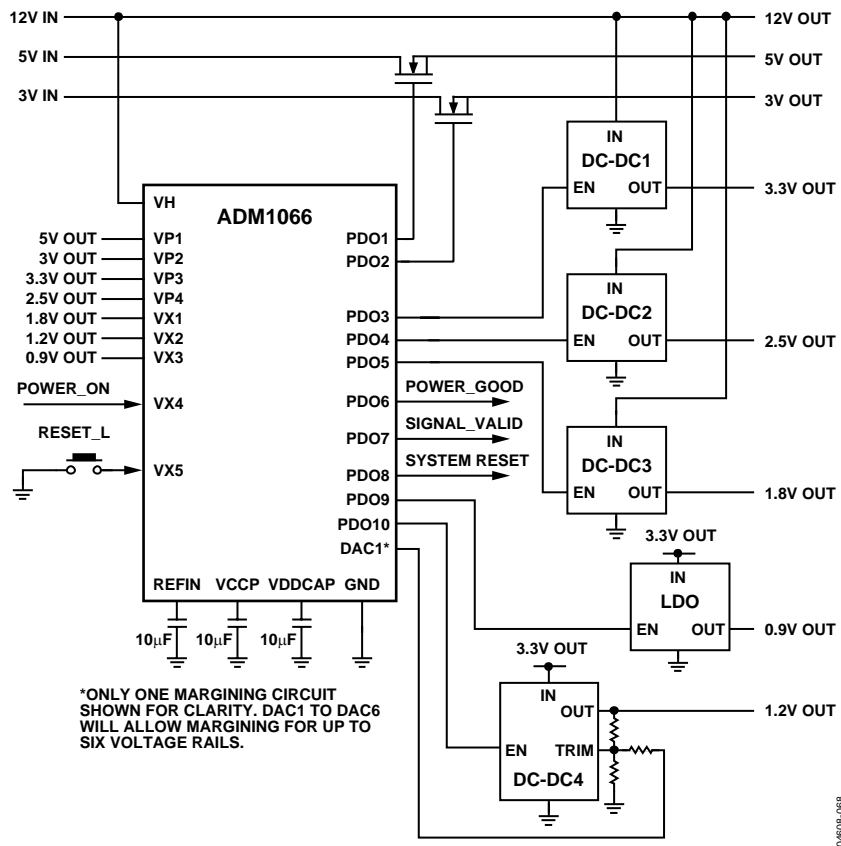 12V IN
12V OUT
5V IN
5V OUT
3V IN
3V OUT
IN
DC-DC1
EN OUT
3.3V OUT
VH
ADM1066
5V OUT
VP1
PDO1
3V OUT
VP2
PDO2
3.3V OUT
VP3
2.5V OUT
VP4
1.8V OUT
VX1
1.2V OUT
VX2
0.9V OUT
VX3
IN
DC-DC2
EN OUT
2.5V OUT
PDO3
PDO4
PDO5
POWER_ON
VX4
PDO6
POWER_GOOD
RESET_L
VX5
PDO7
SIGNAL_VALID
PDO8
SYSTEM RESET
PDO9
PDO10
DAC1*
IN
DC-DC3
EN OUT
1.8V OUT
3.3V OUT
IN
LDO
EN OUT
0.9V OUT
REFIN VCCP VDDCAP GND
10µF 10µF 10µF
3.3V OUT
IN
OUT
1.2V OUT
EN TRIM
DC-DC4
*ONLY ONE MARGINING CIRCUIT
SHOWN FOR CLARITY. DAC1 TO DAC6
WILL ALLOW MARGINING FOR UP TO
SIX VOLTAGE RAILS.
04608-068